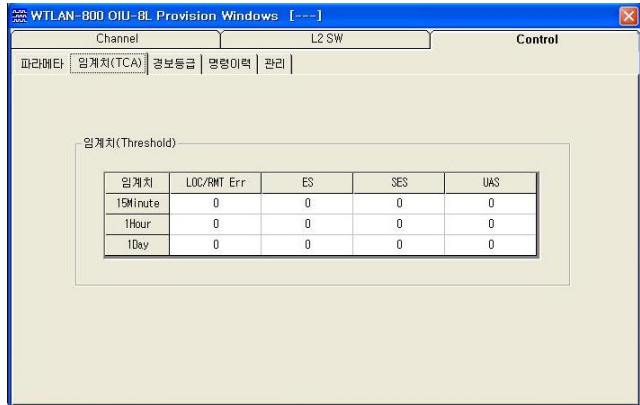 WTLAN-800 OIU-8L Provision Windows [---]
Channel L2 SW Control
파라메타 임계치(TCA) 경보등급 명령이력 관리
임계치(Threshold)
임계치 LOC/RMT Err ES SES UAS
15Minute 0 0 0 0
1Hour 0 0 0 0
1Day 0 0 0 0